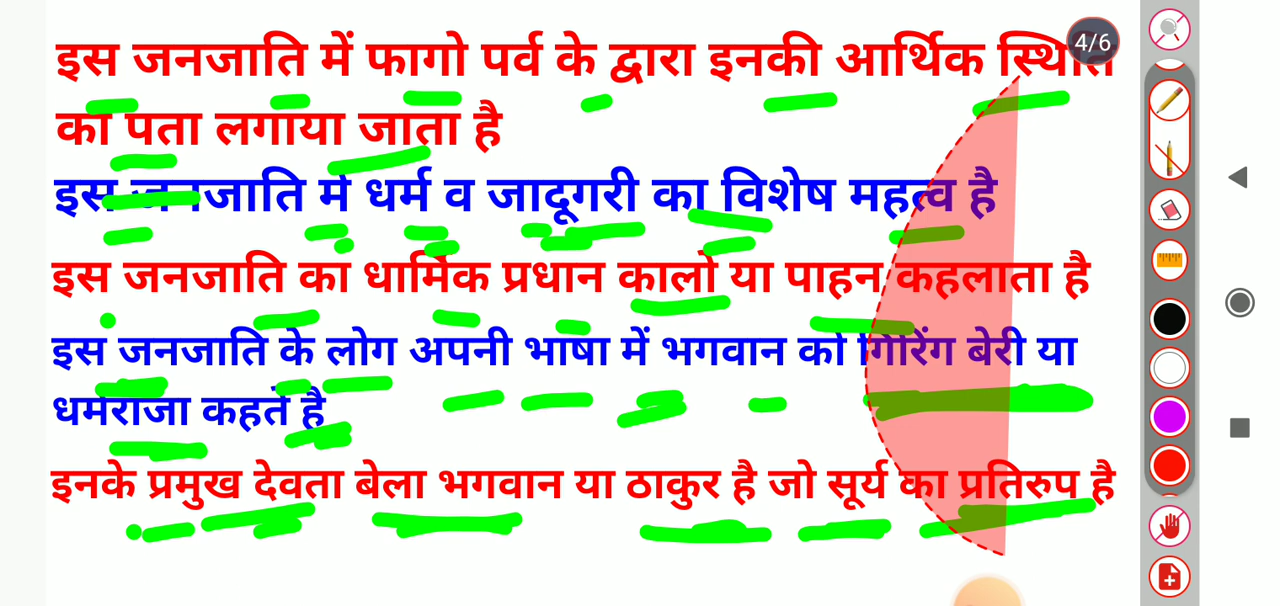 इस जनजाति में फागो पर्व के द्वारा इनकी आर्थिक स्थिति
का पता लगाया जाता है
इस जनजाति मे धर्म व जादूगरी का विशेष महत्व है
इस जनजाति का धार्मिक प्रधान कालो या पाहन कहलाता है
इस जनजाति के लोग अपनी भाषा में भगवान को गिरिंग बेरी या
धर्मराजा कहते है
इनके प्रमुख देवता बेला भगवान या ठाकुर है जो सूर्य का प्रतिरुप है
4/6